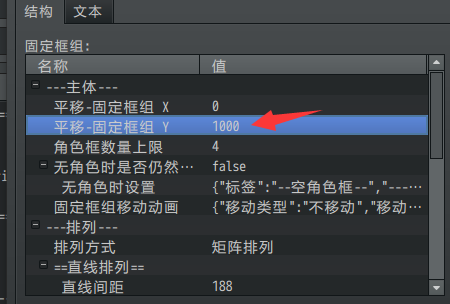 结构 文本
固定框组:
名称 值
---主体---
平移-固定框组 X 0
平移-固定框组 Y 1000
角色框数量上限 4
无角色时是否仍然… false
无角色时设置 {"标签":"--空角色框--","---…
固定框组移动动画 {"移动类型":"不移动","移动…
---排列---
排列方式 矩阵排列
==直线排列==
直线间距 188